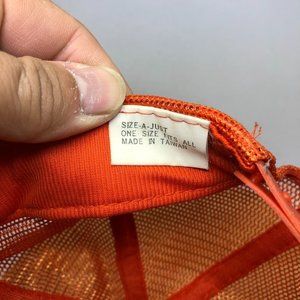 SIZE-A-JUST
ONE SIZE FITS ALL
MADE IN TAIWAN